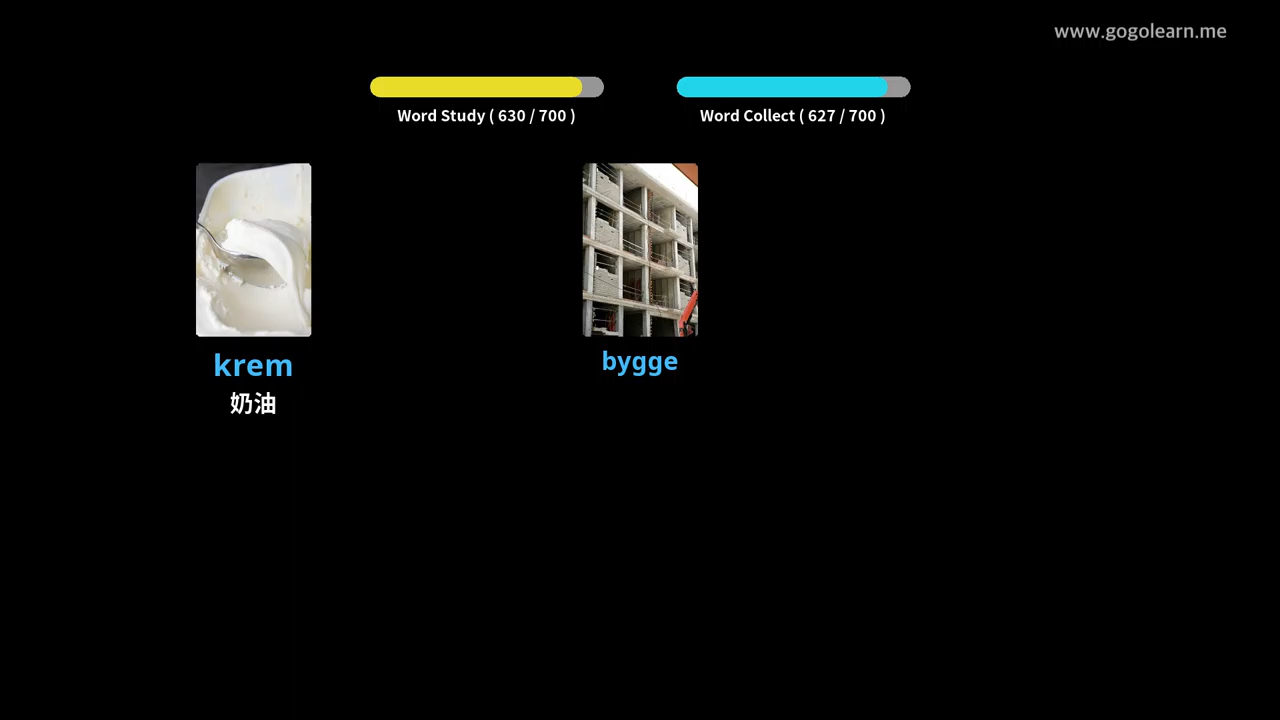 www.gogolearn.me
Word Study ( 630 / 700 )
Word Collect ( 627 / 700 )
krem
奶油
bygge